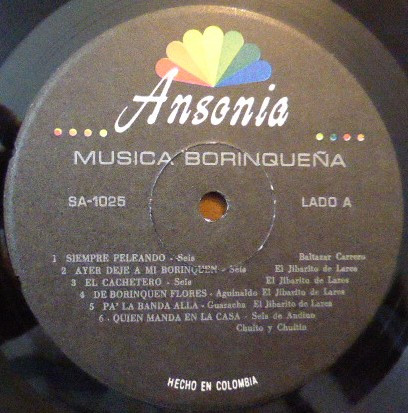 Ansonia
MUSICA BORINQUEÑA
SA-1025 LADO A
1 SIEMPRE PELEANDO - Seis Baltazar Carrero
2 AYER DEJE A MI BORINQUEN - Seis El Jibarito de Lares
3 EL CACHETERO - Seis El Jibarito de Lares
4 DE BORINQUEN FLORES - Aguinaldo El Jibarito de Lares
5 PA' LA BANDA ALLA - Guaracha El Jibarito de Lares
6 - QUIEN MANDA EN LA CASA - Seis de Andino
Chuito y Chuitin
HECHO EN COLOMBIA